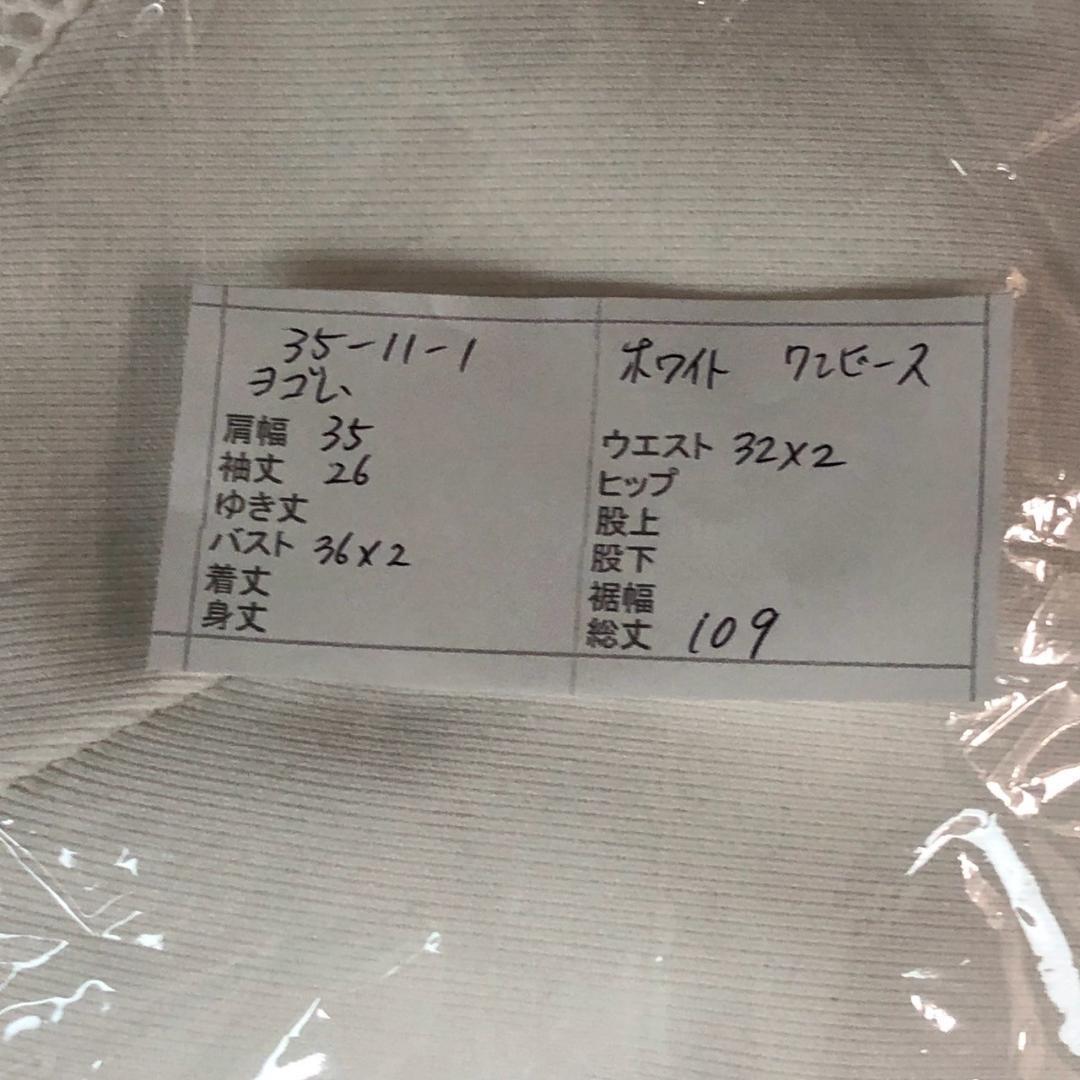 35-11-1
ヨゴレ
肩幅 35
袖丈 26
ゆき丈
バスト 36×2
着丈
身丈
ホワイト ワンピース
ウエスト 32×2
ヒップ
股上
股下
裾幅
総丈 109